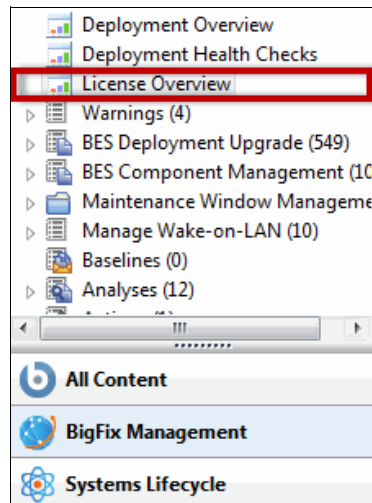 Deployment Overview
Deployment Health Checks
License Overview
Warnings (4)
BES Deployment Upgrade (549)
BES Component Management (10
Maintenance Window Manageme
Manage Wake-on-LAN (10)
Baselines (0)
Analyses (12)
All Content
BigFix Management
Systems Lifecycle